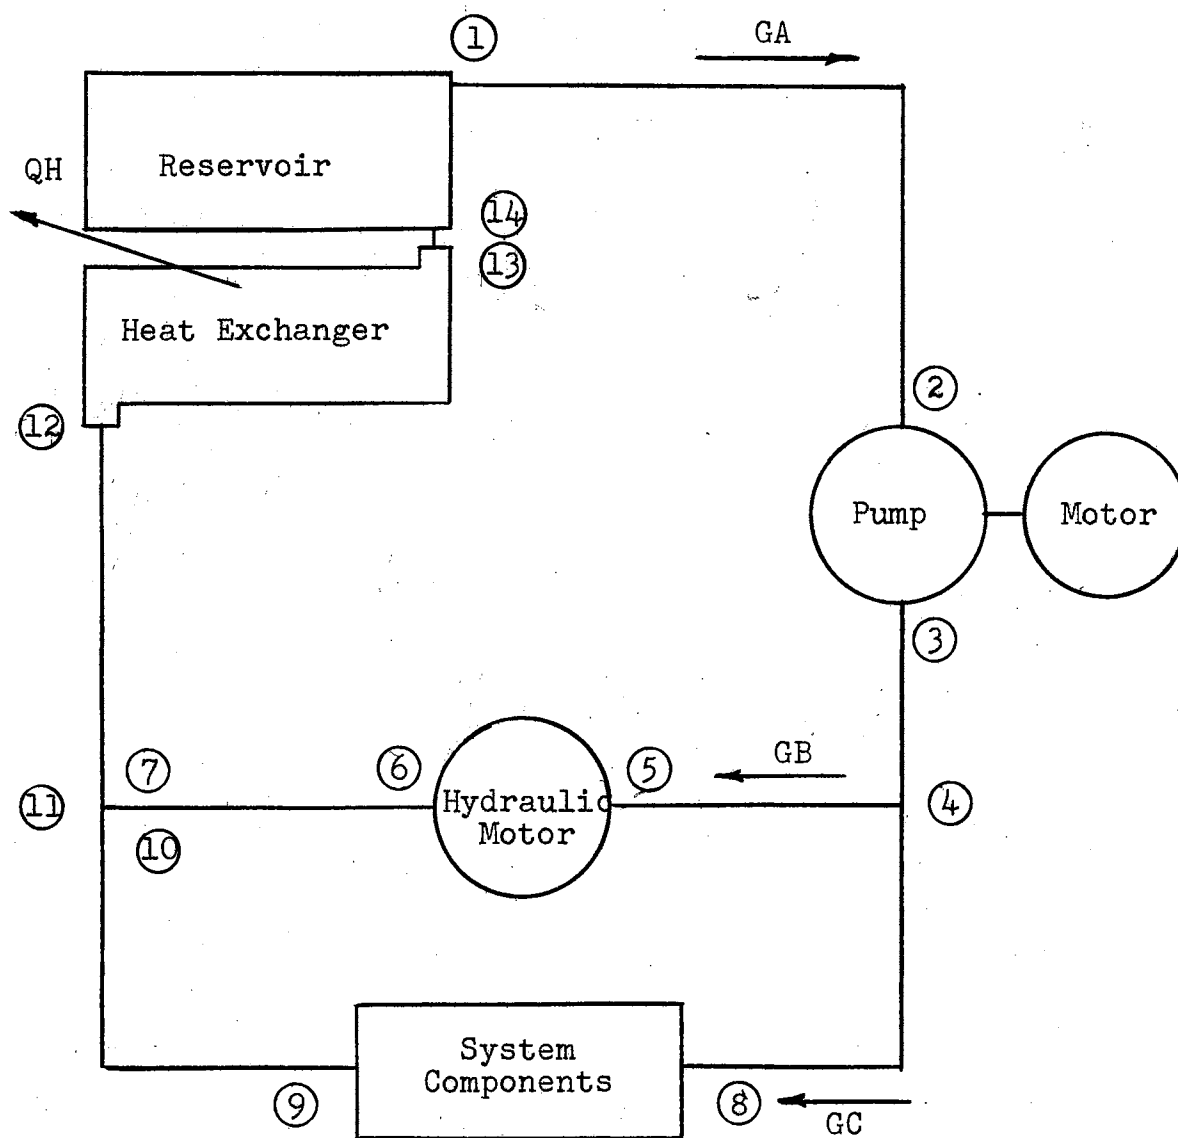 1
GA
QH
Reservoir
14
13
Heat Exchanger
12
2
Pump
Motor
3
7
6
5
GB
11
Hydraulic
Motor
4
10
System
Components
9
8
GC